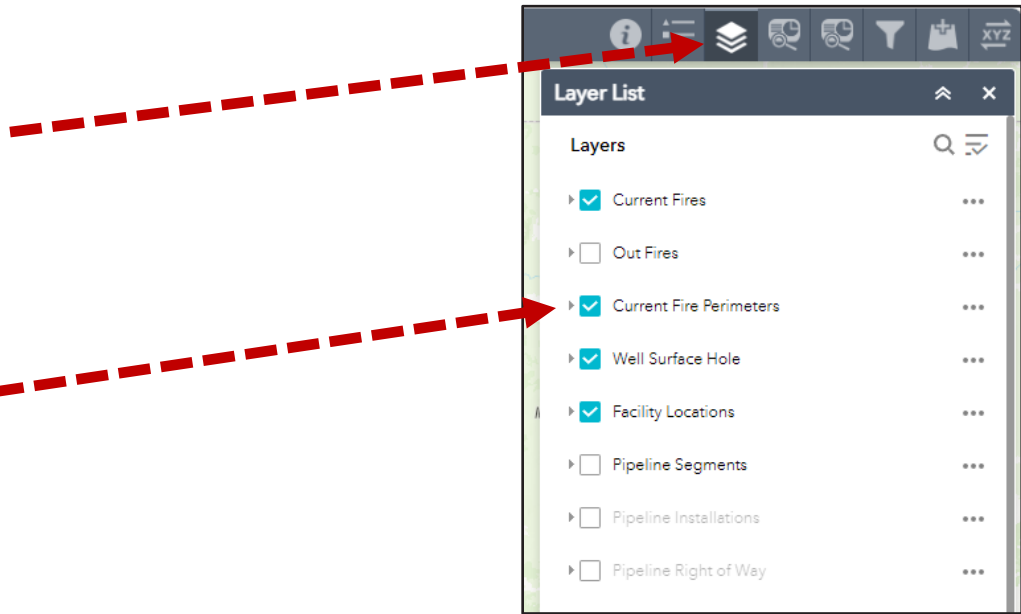 XYZ
Layer List
Layers
Current Fires
Out Fires
Current Fire Perimeters
Well Surface Hole
Facility Locations
Pipeline Segments
Pipeline Installations
Pipeline Right of Way